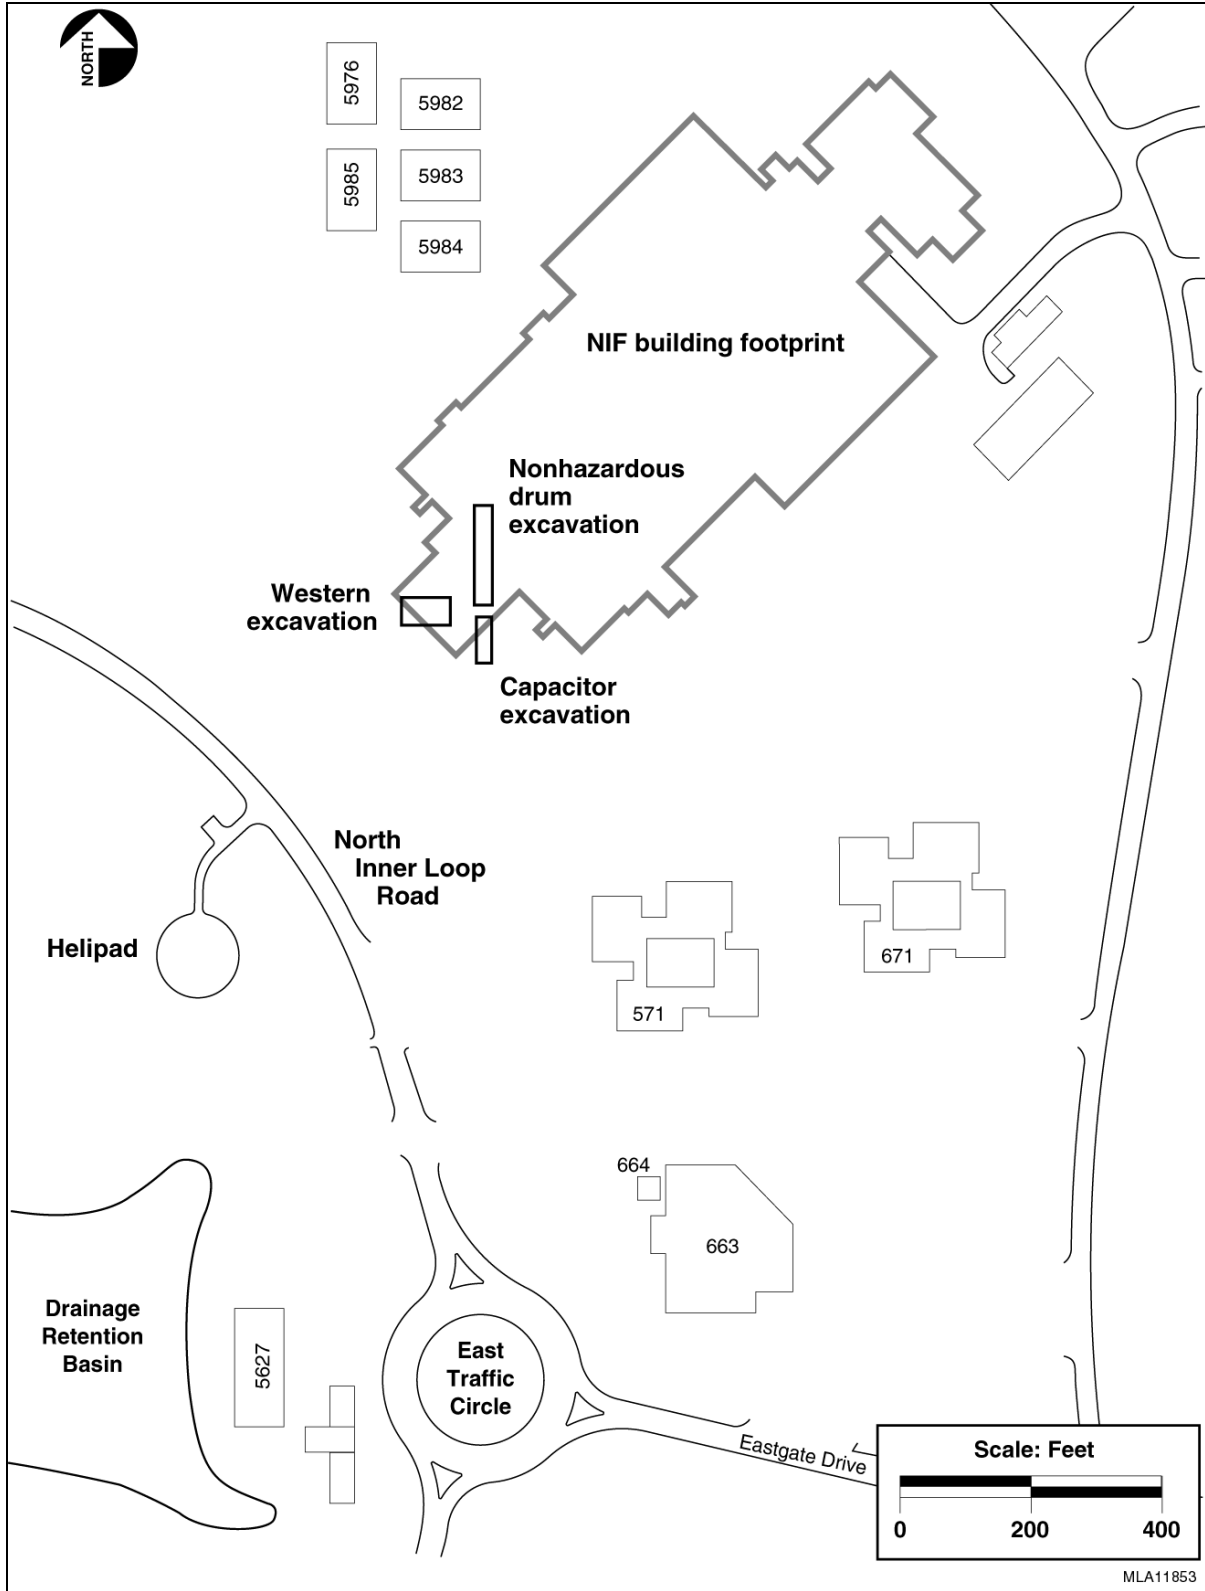 NORTH
5976
5982
5985
5983
5984
NIF building footprint
Nonhazardous
drum
excavation
Western
excavation
Capacitor
excavation
North
Inner Loop
Road
Helipad
671
571
664
663
Drainage
Retention
Basin
5627
East
Traffic
Circle
Eastgate Drive
Scale: Feet
0 200 400
MLA11853